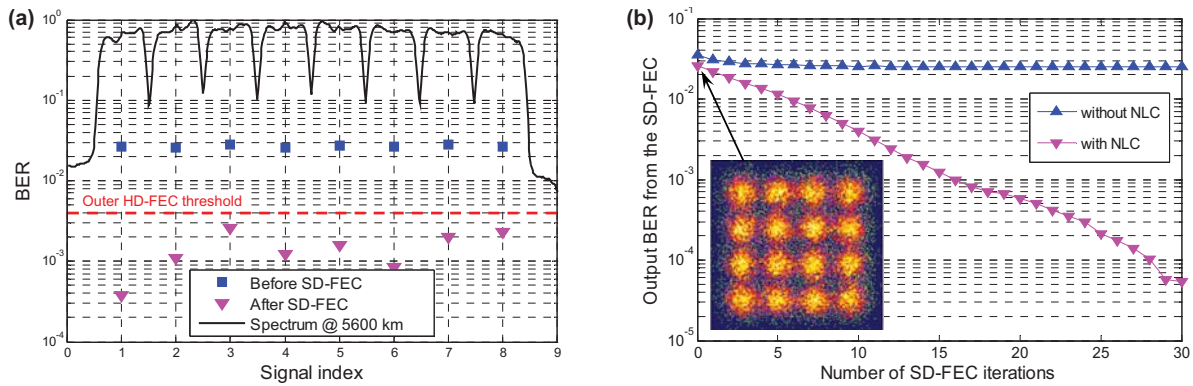 (a)
10⁰
10⁻¹
10⁻²
10⁻³
10⁻⁴
BER
Outer HD-FEC threshold
Before SD-FEC
After SD-FEC
Spectrum @ 5600 km
0 1 2 3 4 5 6 7 8 9
Signal index
(b)
10⁻¹
10⁻²
10⁻³
10⁻⁴
10⁻⁵
Output BER from the SD-FEC
without NLC
with NLC
0 5 10 15 20 25 30
Number of SD-FEC iterations